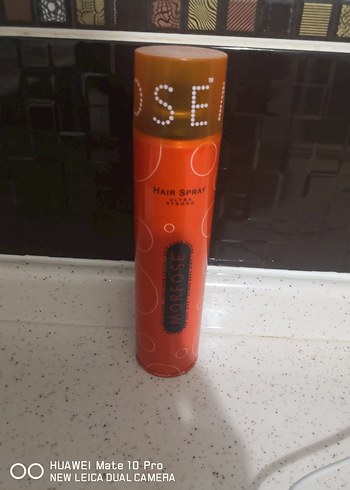 OSE
HAIR SPRAY
ULTRA
STRONG
MORFOSE
HUAWEI Mate 10 Pro
NEW LEICA DUAL CAMERA